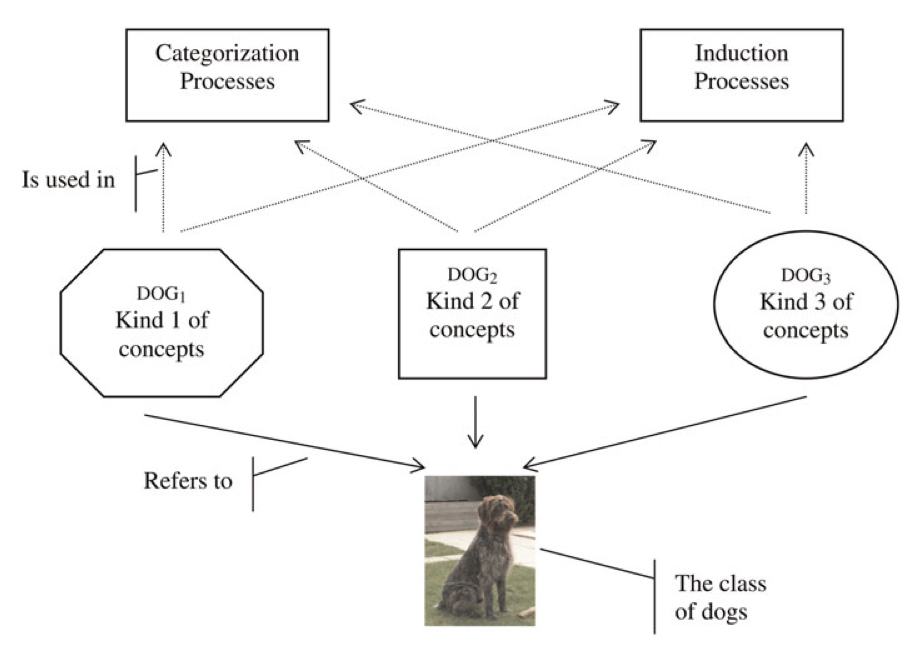 Categorization
Processes
Induction
Processes
Is used in
DOG₁
Kind 1 of
concepts
DOG₂
Kind 2 of
concepts
DOG₃
Kind 3 of
concepts
Refers to
The class
of dogs